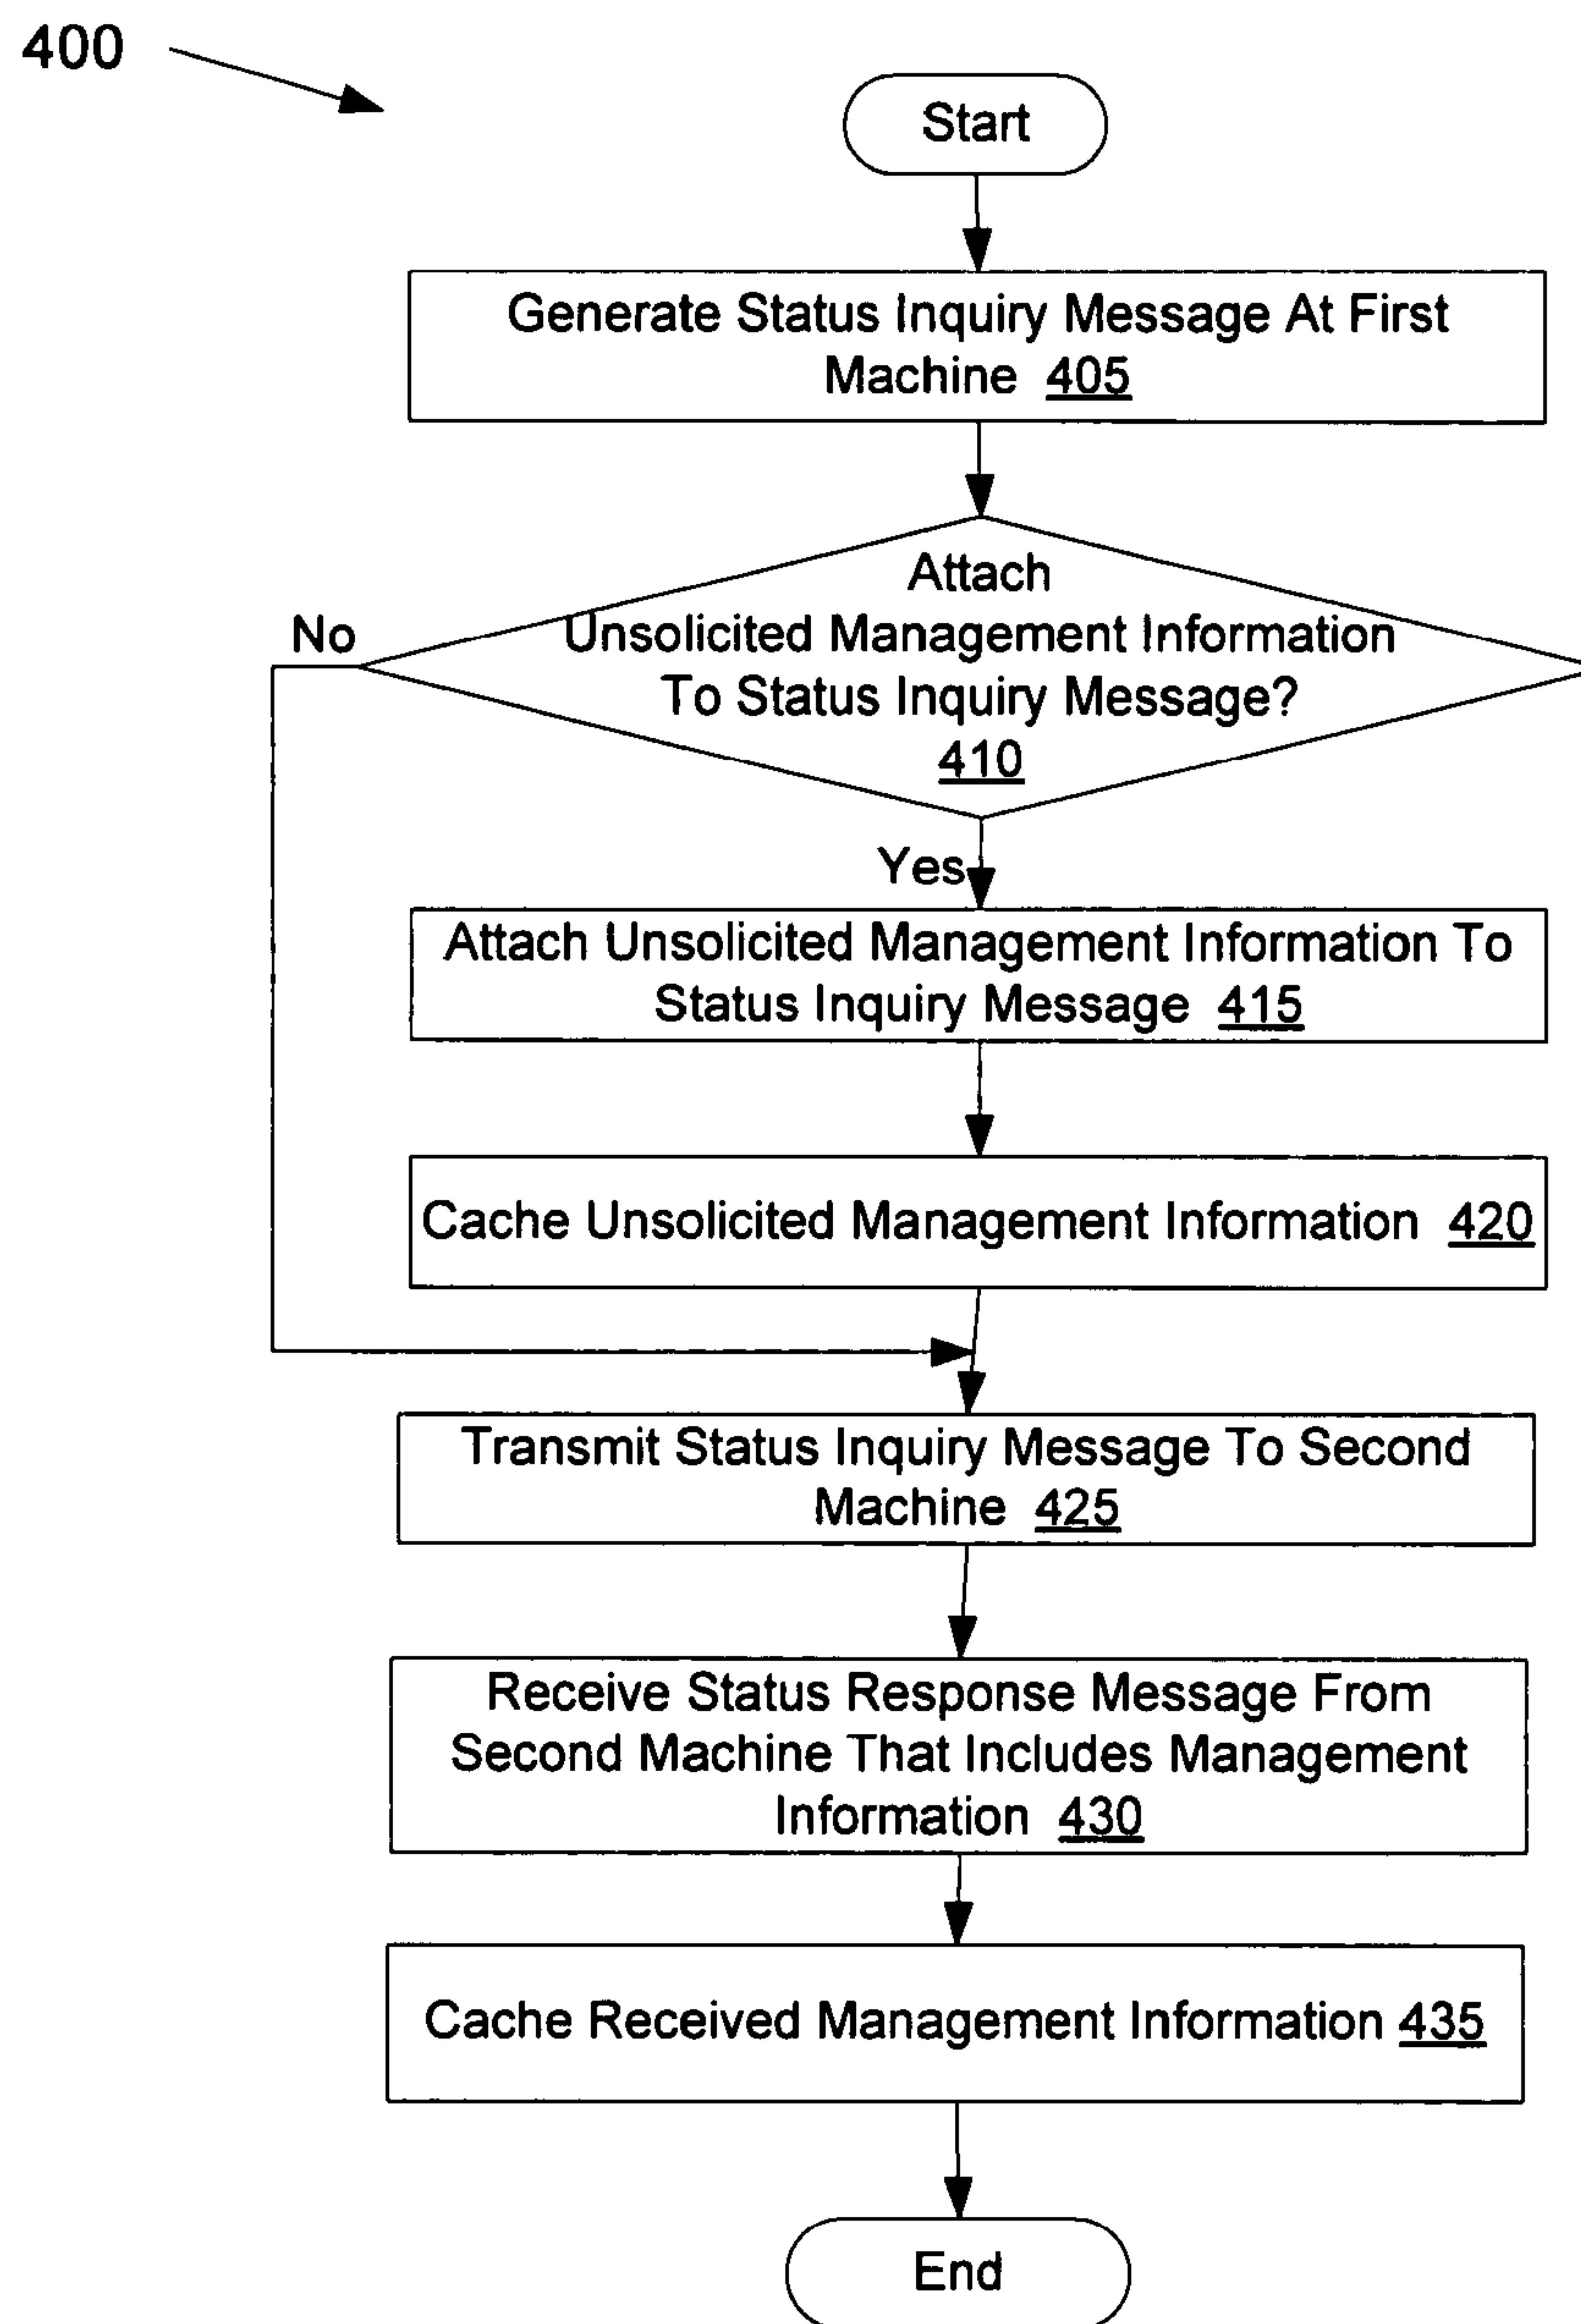 400
Start
Generate Status Inquiry Message At First
Machine 405
Attach
Unsolicited Management Information
To Status Inquiry Message?
410
No
Yes
Attach Unsolicited Management Information To
Status Inquiry Message 415
Cache Unsolicited Management Information 420
Transmit Status Inquiry Message To Second
Machine 425
Receive Status Response Message From
Second Machine That Includes Management
Information 430
Cache Received Management Information 435
End